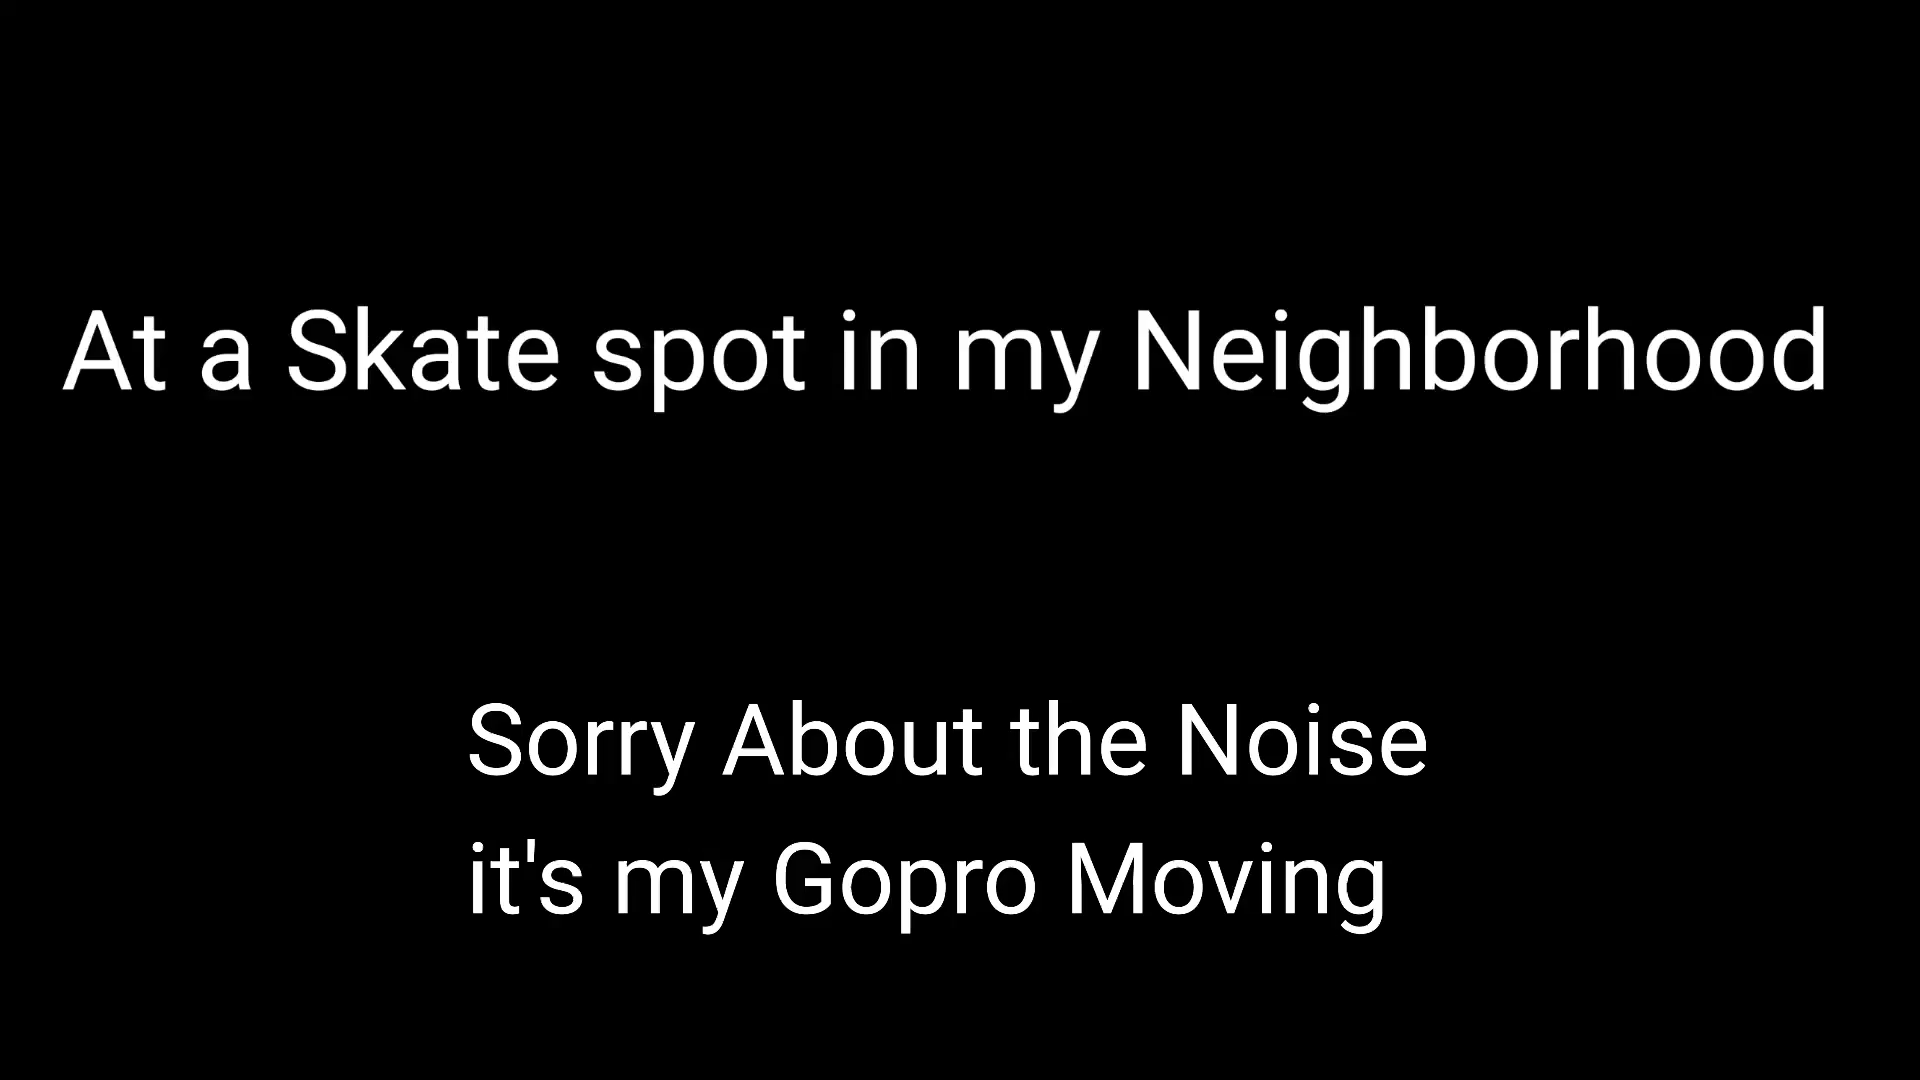 At a Skate spot in my Neighborhood
Sorry About the Noise
it's my Gopro Moving